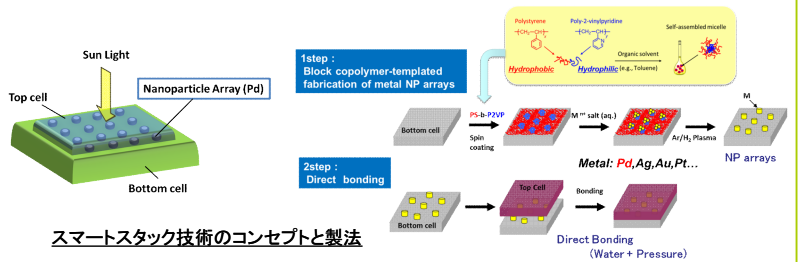 Sun Light
Top cell
Nanoparticle Array (Pd)
Bottom cell
スマートスタック技術のコンセプトと製法
Polystyrene
Poly-2-vinylpyridine
Self-assembled micelle
Organic solvent
Hydrophobic
Hydrophilic
(e.g., Toluene)
1step :
Block copolymer-templated
fabrication of metal NP arrays
Bottom cell
PS-b-P2VP
Spin
coating
M n+ salt (aq.)
Ar/H2 Plasma
M
NP arrays
Metal: Pd,Ag,Au,Pt…
2step :
Direct bonding
Bottom cell
Top Cell
Bonding
Direct Bonding
(Water + Pressure)